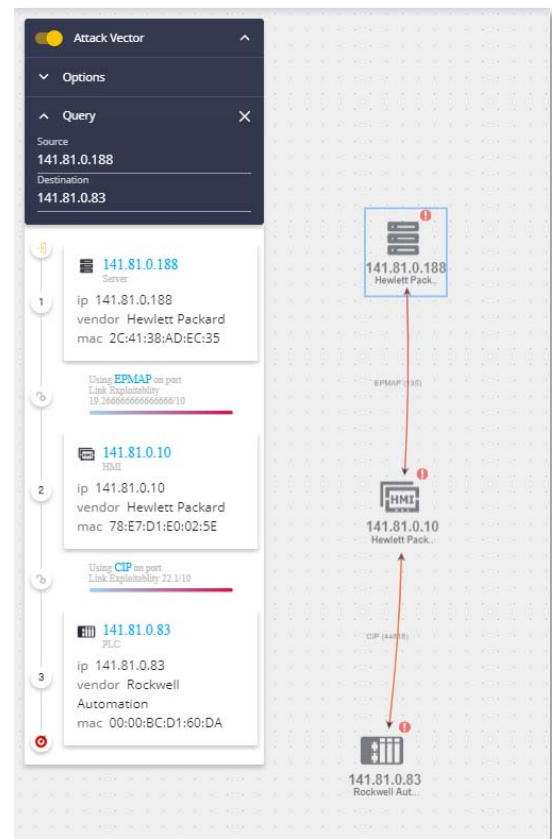 Attack Vector
Options
Query
Source
141.81.0.188
Destination
141.81.0.83
141.81.0.188
Server
1
ip 141.81.0.188
vendor Hewlett Packard
mac 2C:41:38:AD:EC:35
Using EPMAP on port
Link Exploitablity
19.266666666666666/10
141.81.0.10
HMI
2
ip 141.81.0.10
vendor Hewlett Packard
mac 78:E7:D1:E0:02:5E
Using CIP on port
Link Exploitablity 22.1/10
141.81.0.83
PLC
3
ip 141.81.0.83
vendor Rockwell
Automation
mac 00:00:BC:D1:60:DA
141.81.0.188
Hewlett Pack..
EPMAP (135)
HMI
141.81.0.10
Hewlett Pack..
CIP (44818)
141.81.0.83
Rockwell Aut...